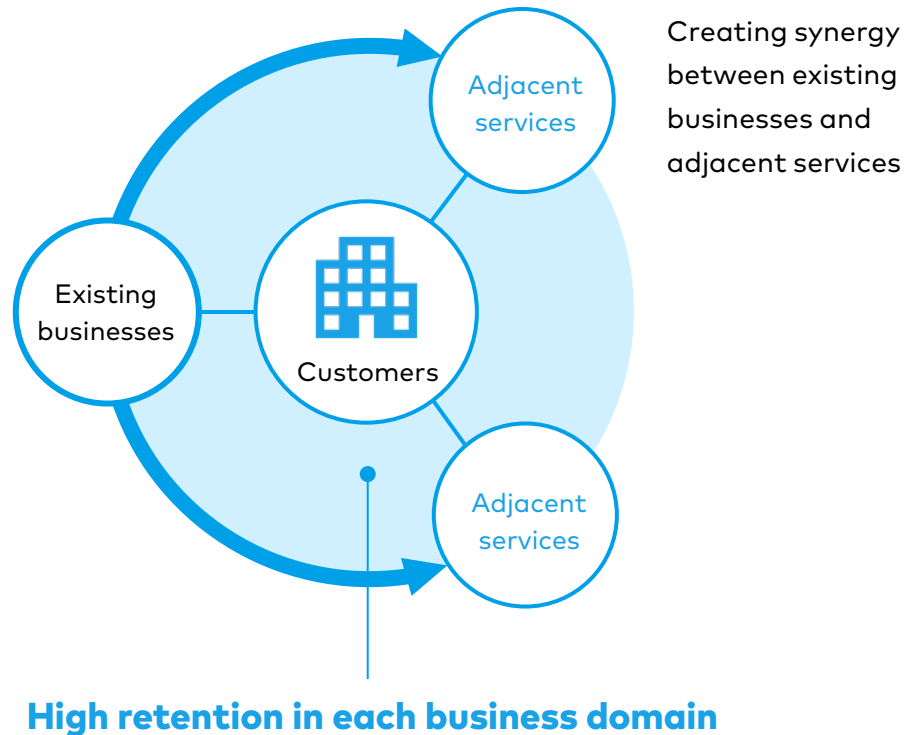 Creating synergy
between existing
businesses and
adjacent services
Adjacent
services
Existing
businesses
Customers
Adjacent
services
High retention in each business domain